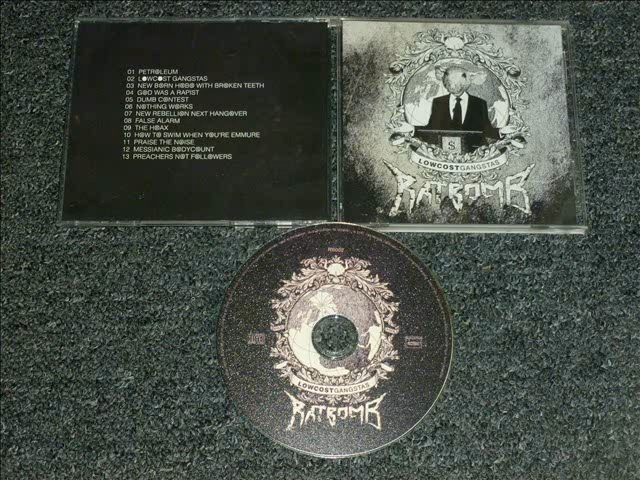 01 PETROLEUM
02 LOWCOST GANGSTAS
03 NEW BORN HOBO WITH BROKEN TEETH
04 GOD WAS A RAPIST
05 DUMB CONTEST
06 NOTHING WORKS
07 NEW REBELLION NEXT HANGOVER
08 FALSE ALARM
09 THE HOAX
10 HOW TO SWIM WHEN YOU'RE EMMURE
11 PRAISE THE NOISE
12 MESSIANIC BODYCOUNT
13 PREACHERS NOT FOLLOWERS
$
LOWCOSTGANGSTAS
RATBOMB
LOWCOSTGANGSTAS
RATBOMB